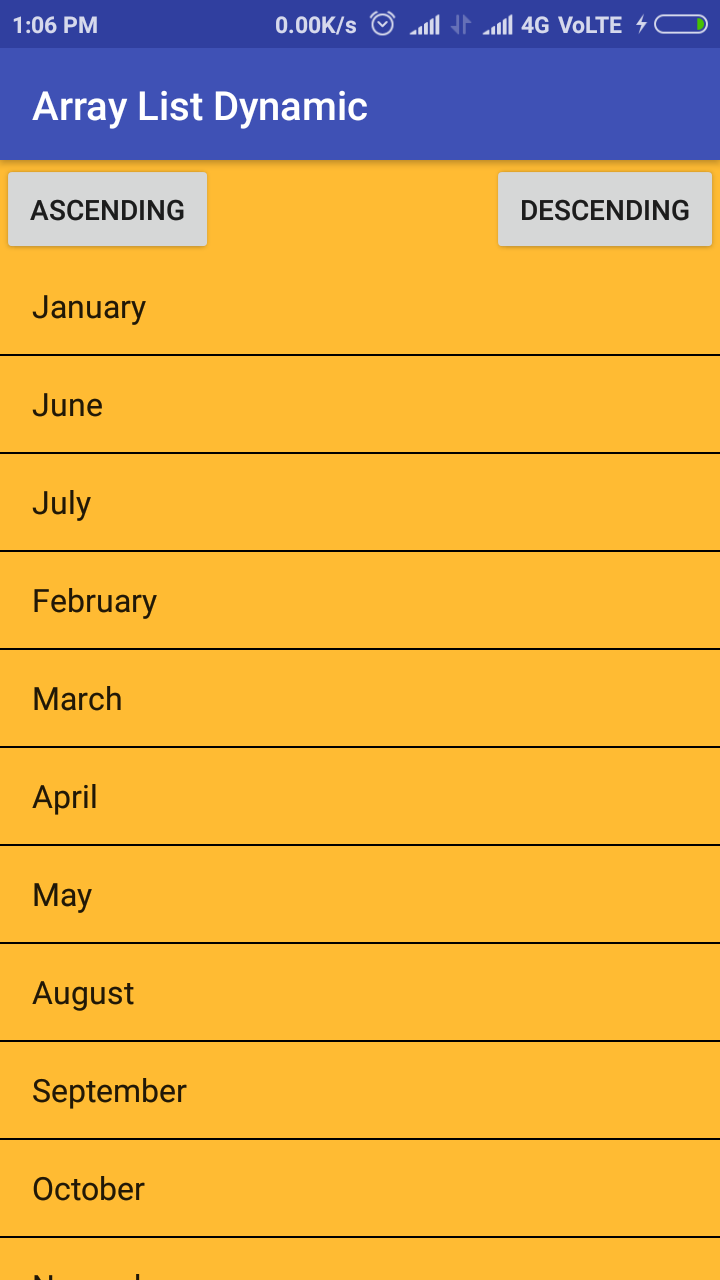 1:06 PM 0.00K/s 4G VoLTE
Array List Dynamic
ASCENDING DESCENDING
January
June
July
February
March
April
May
August
September
October